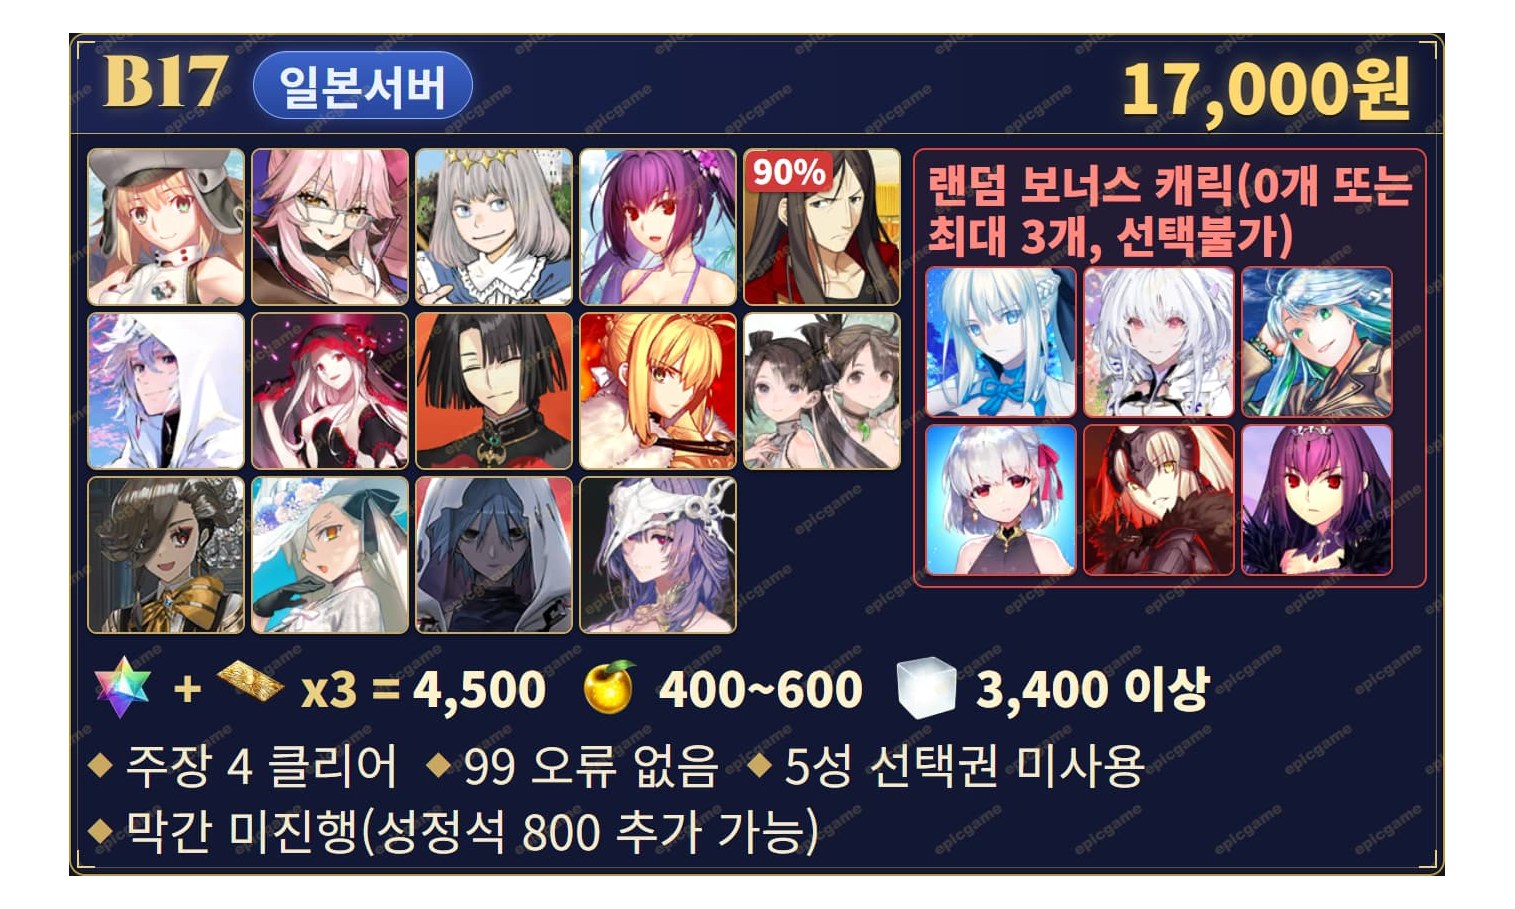 B17 일본서버 17,000원
90%
랜덤 보너스 캐릭(0개 또는
최대 3개, 선택불가)
+ x3 = 4,500 400~600 3,400 이상
◆ 주장 4 클리어 ◆ 99 오류 없음 ◆ 5성 선택권 미사용
◆ 막간 미진행(성정석 800 추가 가능)
epicgame